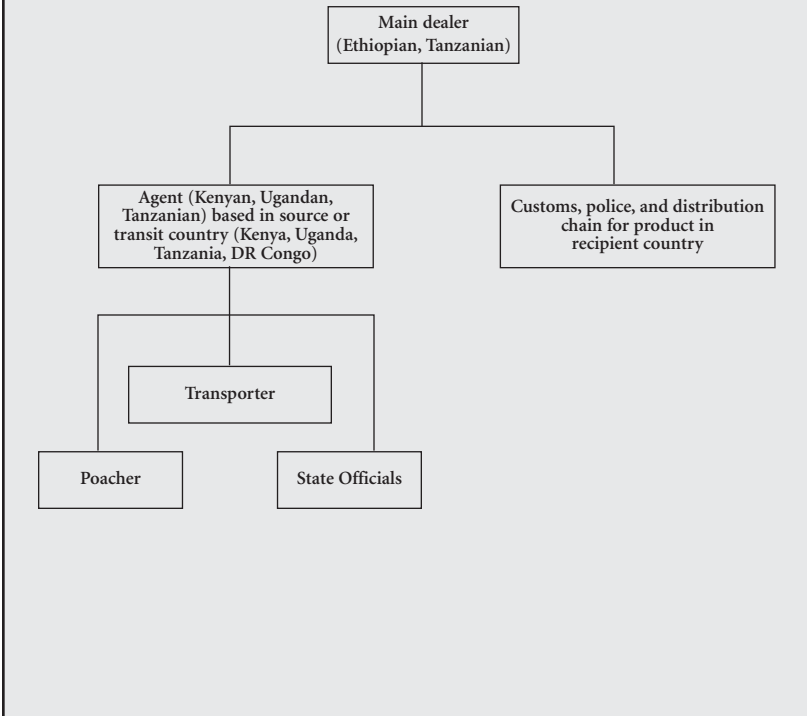 Main dealer
(Ethiopian, Tanzanian)
Agent (Kenyan, Ugandan,
Tanzanian) based in source or
transit country (Kenya, Uganda,
Tanzania, DR Congo)
Customs, police, and distribution
chain for product in
recipient country
Transporter
Poacher
State Officials